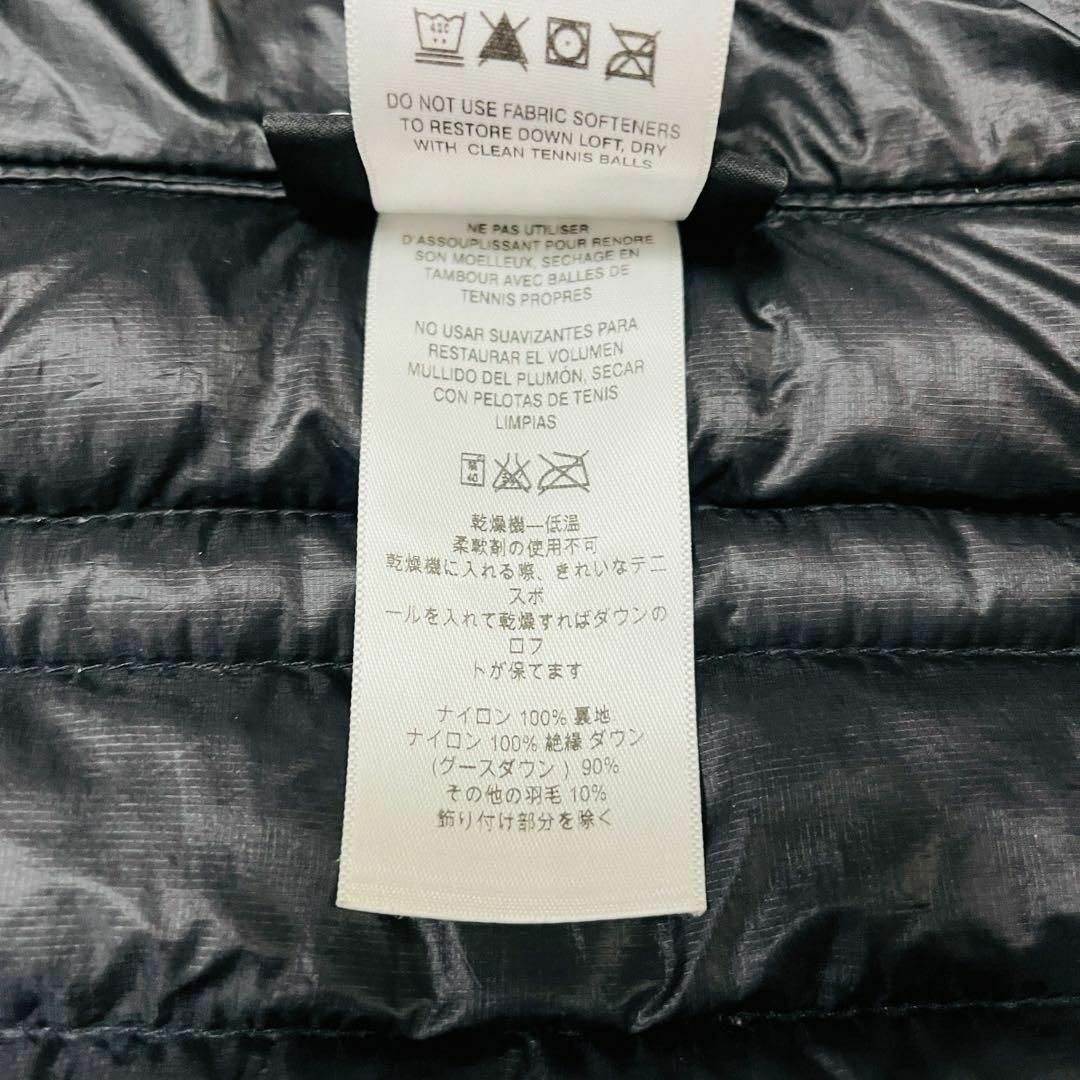 DO NOT USE FABRIC SOFTENERS
TO RESTORE DOWN LOFT, DRY
WITH CLEAN TENNIS BALLS
NE PAS UTILISER
D'ASSOUPLISSANT POUR RENDRE
SON MOELLEUX, SECHAGE EN
TAMBOUR AVEC BALLES DE
TENNIS PROPRES
NO USAR SUAVIZANTES PARA
RESTAURAR EL VOLUMEN
MULLIDO DEL PLUMÓN, SECAR
CON PELOTAS DE TENIS
LIMPIAS
40
乾燥機―低温
柔軟剤の使用不可
乾燥機に入れる際、きれいなテニ
スボ
ールを入れて乾燥すればダウンの
ロフ
トが保てます
ナイロン 100% 裏地
ナイロン 100% 絶縁 ダウン
(グースダウン ) 90%
その他の羽毛 10%
飾り付け部分を除く